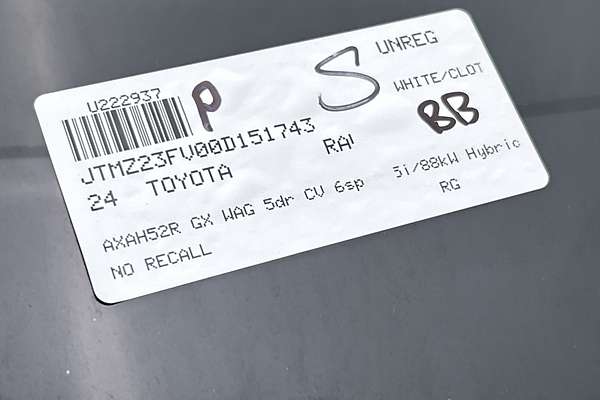 U222937 P S UNREG
JTMZ23FV00D151743 WHITE/CLOT BB
24 TOYOTA RAV
AXAH52R GX WAG 5dr CV 6sp 3i/88kW Hybric
NO RECALL RG